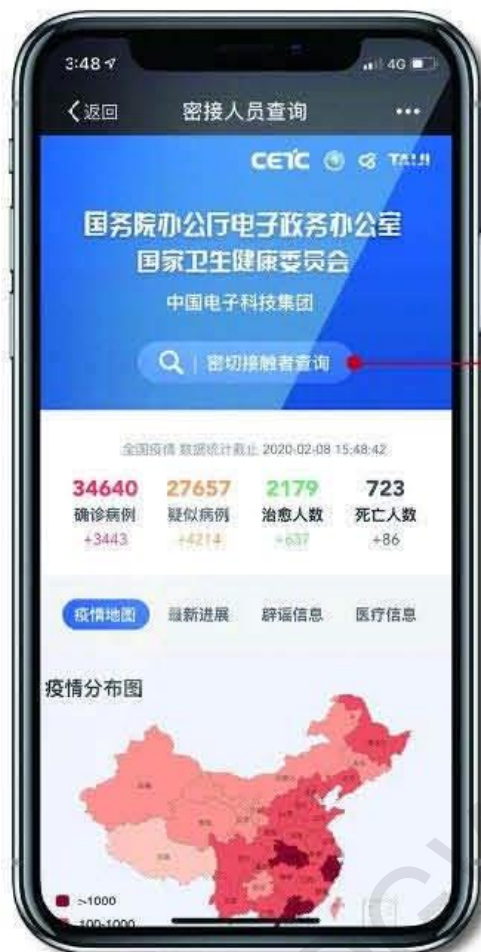 3:48
4G
返回
密接人员查询
CETC
TAIJI
国务院办公厅电子政务办公室
国家卫生健康委员会
中国电子科技集团
密切接触者查询
全国疫情 数据统计截止 2020-02-08 15:48:42
34640 27657 2179 723
确诊病例 疑似病例 治愈人数 死亡人数
+3443 +4214 +637 +86
疫情地图 最新进展 辟谣信息 医疗信息
疫情分布图
>1000
100-1000